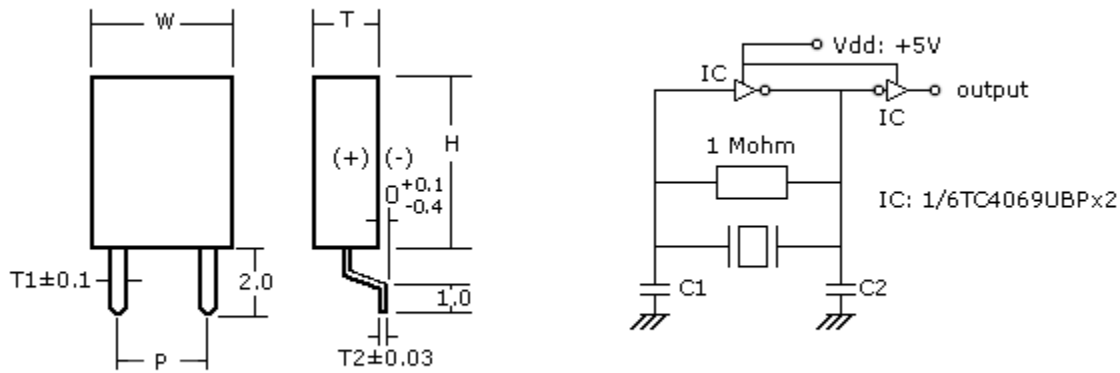 W
T
H
(+) (-)
0 +0.1
-0.4
T1±0.1
2.0
1.0
P
T2±0.03
Vdd: +5V
IC
output
IC
1 Mohm
IC: 1/6TC4069UBPx2
C1
C2